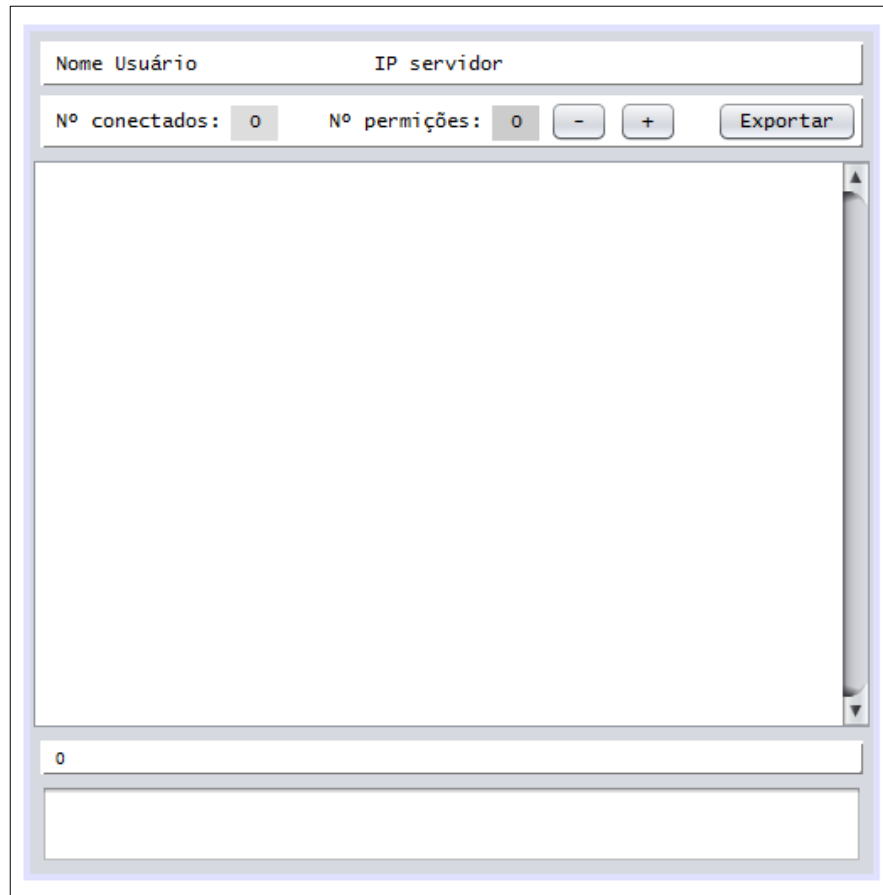 Nome Usuário IP servidor
Nº conectados: 0 Nº permições: 0 - + Exportar
0